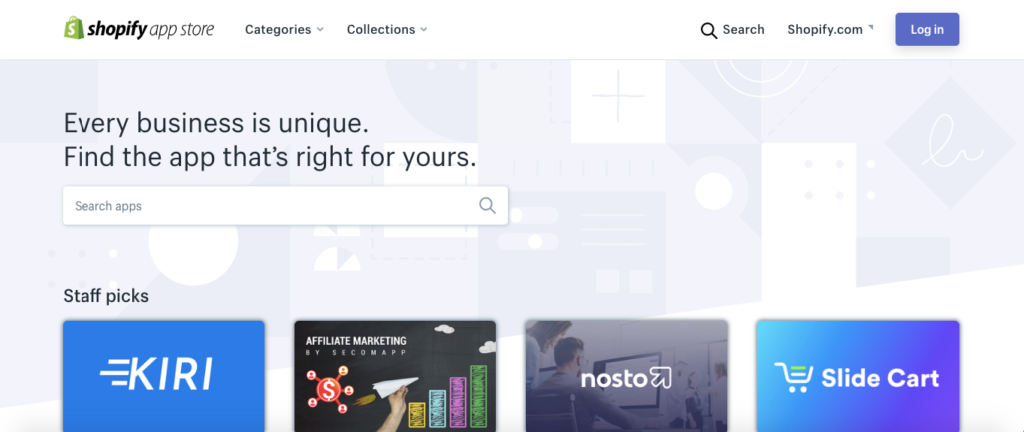 shopify app store
Categories
Collections
Search
Shopify.com
Log in
Every business is unique.
Find the app that’s right for yours.
Search apps
Staff picks
KIRI
AFFILIATE MARKETING
BY SECOMAPP
$
nosto
Slide Cart